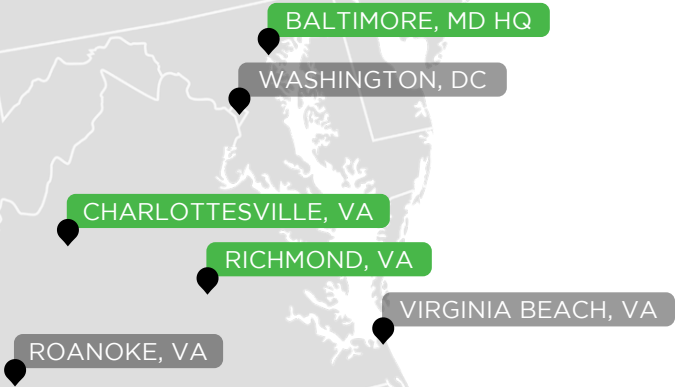 BALTIMORE, MD HQ
WASHINGTON, DC
CHARLOTTESVILLE, VA
RICHMOND, VA
VIRGINIA BEACH, VA
ROANOKE, VA